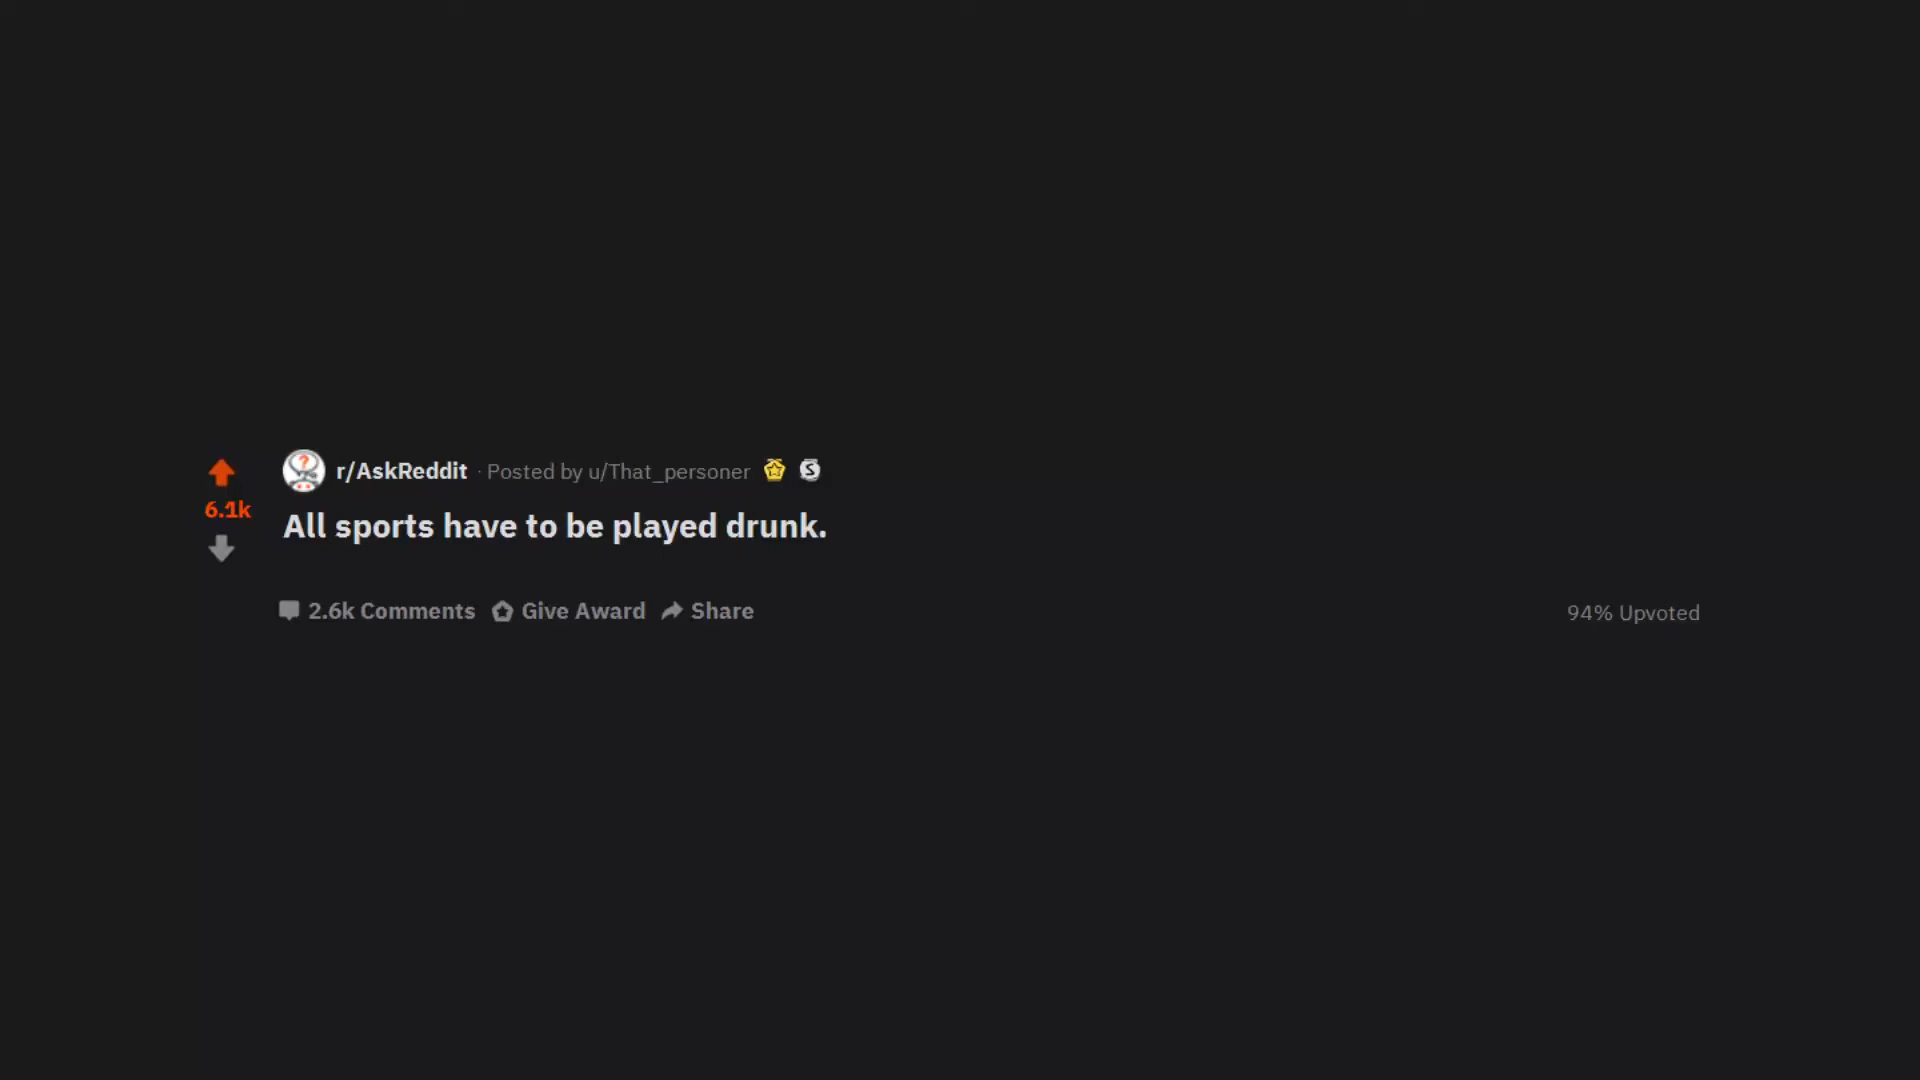 r/AskReddit · Posted by u/That_personer
6.1k
All sports have to be played drunk.
2.6k Comments Give Award Share
94% Upvoted